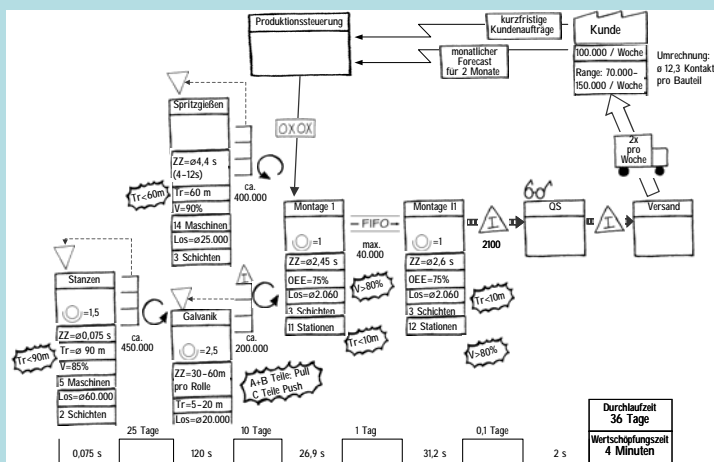 Produktionssteuerung
kurzfristige
Kundenaufträge
monatlicher
Forecast
für 2 Monate
Kunde
100.000 / Woche
Range: 70.000–
150.000 / Woche
Umrechnung:
ø 12,3 Kontakt
pro Bauteil
2x
pro
Woche
OXOX
Spritzgießen
ZZ=ø4,4 s
(4–12s)
Tr=60 m
V=90%
14 Maschinen
Los=ø25.000
3 Schichten
Tr<60m
ca.
400.000
Stanzen
=1,5
ZZ=ø0,075 s
Tr=ø 90 m
V=85%
5 Maschinen
Los=ø60.000
2 Schichten
Tr<90m
ca.
450.000
Galvanik
=2,5
ZZ=30–60m
pro Rolle
Tr=5–20 m
Los=ø20.000
I
ca.
200.000
A+B Teile: Pull
C Teile Push
Montage 1
=1
ZZ=ø2,45 s
OEE=75%
Los=ø2.060
3 Schichten
11 Stationen
V>80%
Tr<10m
FIFO
max.
40.000
Montage I1
=1
ZZ=ø2,6 s
OEE=75%
Los=ø2.060
3 Schichten
12 Stationen
Tr<10m
V>80%
I
2100
QS
I
Versand
25 Tage
10 Tage
1 Tag
0,1 Tage
0,075 s
120 s
26,9 s
31,2 s
2 s
Durchlaufzeit
36 Tage
Wertschöpfungszeit
4 Minuten